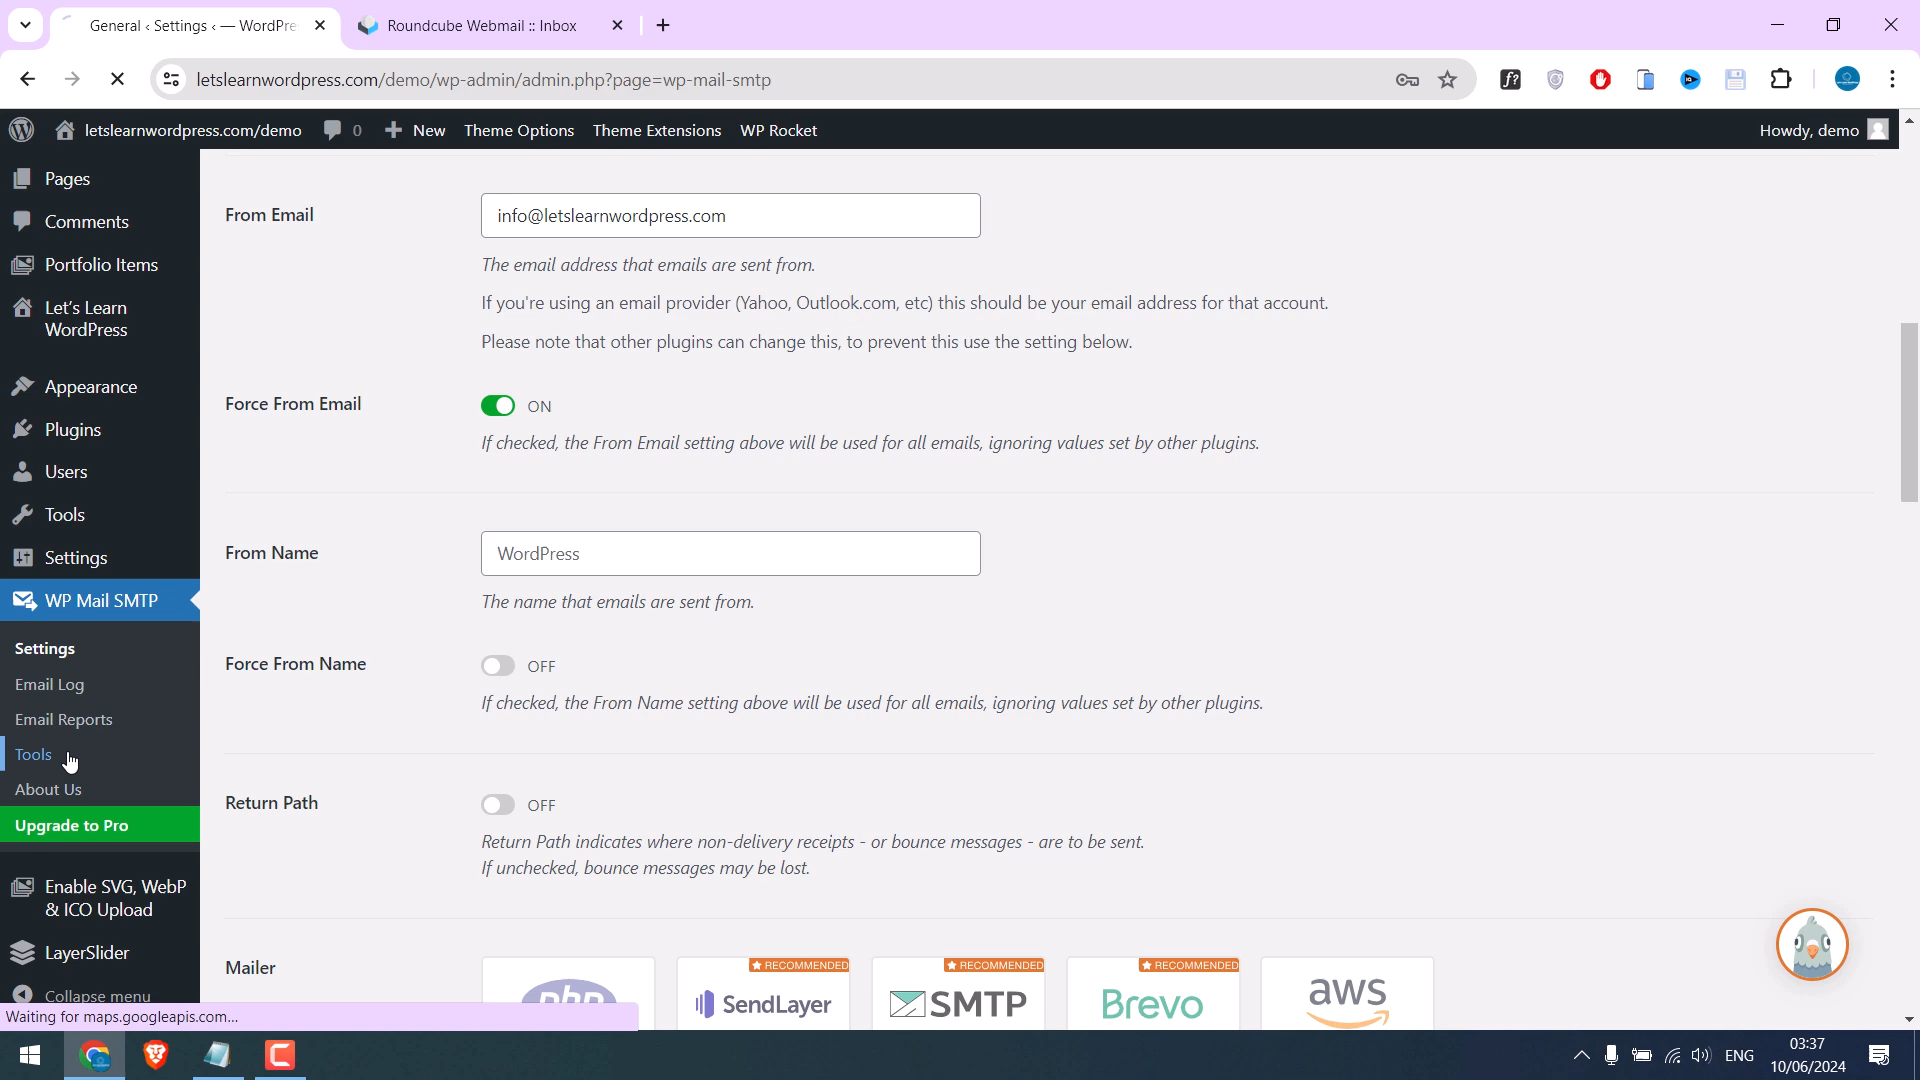 General ‹ Settings ‹ — WordPre
Roundcube Webmail :: Inbox
letslearnwordpress.com/demo/wp-admin/admin.php?page=wp-mail-smtp
letslearnwordpress.com/demo
0
New
Theme Options
Theme Extensions
WP Rocket
Howdy, demo
Pages
Comments
Portfolio Items
Let's Learn
WordPress
Appearance
Plugins
Users
Tools
Settings
WP Mail SMTP
Settings
Email Log
Email Reports
Tools
About Us
Upgrade to Pro
Enable SVG, WebP
& ICO Upload
LayerSlider
Collapse menu
From Email
info@letslearnwordpress.com
The email address that emails are sent from.
If you're using an email provider (Yahoo, Outlook.com, etc) this should be your email address for that account.
Please note that other plugins can change this, to prevent this use the setting below.
Force From Email
ON
If checked, the From Email setting above will be used for all emails, ignoring values set by other plugins.
From Name
WordPress
The name that emails are sent from.
Force From Name
OFF
If checked, the From Name setting above will be used for all emails, ignoring values set by other plugins.
Return Path
OFF
Return Path indicates where non-delivery receipts - or bounce messages - are to be sent.
If unchecked, bounce messages may be lost.
Mailer
php
RECOMMENDED
SendLayer
RECOMMENDED
SMTP
RECOMMENDED
Brevo
aws
Waiting for maps.googleapis.com...
ENG
03:37
10/06/2024